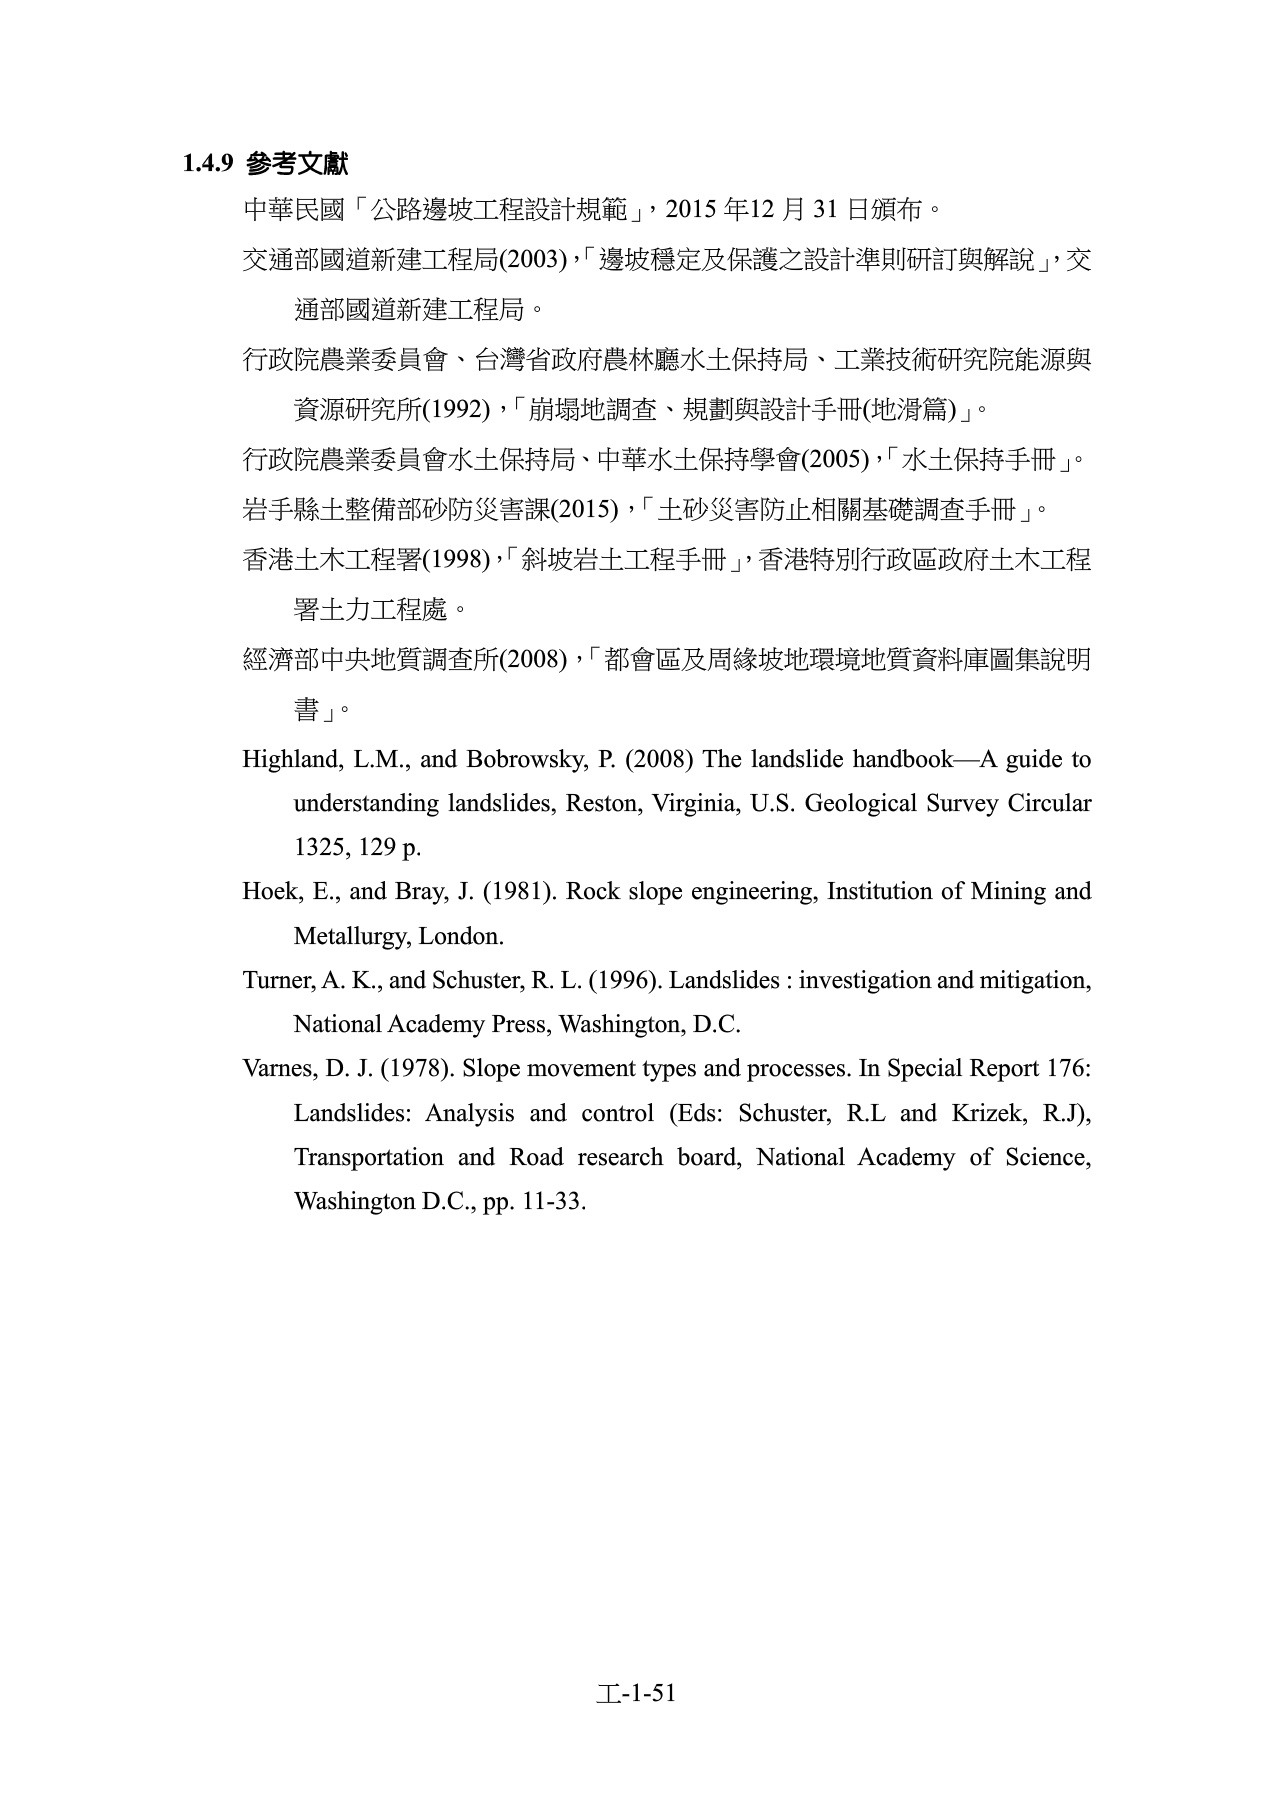 1.4.9 參考文獻
中華民國「公路邊坡工程設計規範」，2015 年12 月 31 日頒布。
交通部國道新建工程局(2003)，「邊坡穩定及保護之設計準則研訂與解說」，交
通部國道新建工程局。
行政院農業委員會、台灣省政府農林廳水土保持局、工業技術研究院能源與
資源研究所(1992)，「崩塌地調查、規劃與設計手冊(地滑篇)」。
行政院農業委員會水土保持局、中華水土保持學會(2005)，「水土保持手冊」。
岩手縣土整備部砂防災害課(2015)，「土砂災害防止相關基礎調查手冊」。
香港土木工程署(1998)，「斜坡岩土工程手冊」，香港特別行政區政府土木工程
署土力工程處。
經濟部中央地質調查所(2008)，「都會區及周緣坡地環境地質資料庫圖集說明
書」。
Highland, L.M., and Bobrowsky, P. (2008) The landslide handbook—A guide to
understanding landslides, Reston, Virginia, U.S. Geological Survey Circular
1325, 129 p.
Hoek, E., and Bray, J. (1981). Rock slope engineering, Institution of Mining and
Metallurgy, London.
Turner, A. K., and Schuster, R. L. (1996). Landslides : investigation and mitigation,
National Academy Press, Washington, D.C.
Varnes, D. J. (1978). Slope movement types and processes. In Special Report 176:
Landslides: Analysis and control (Eds: Schuster, R.L and Krizek, R.J),
Transportation and Road research board, National Academy of Science,
Washington D.C., pp. 11-33.
工-1-51